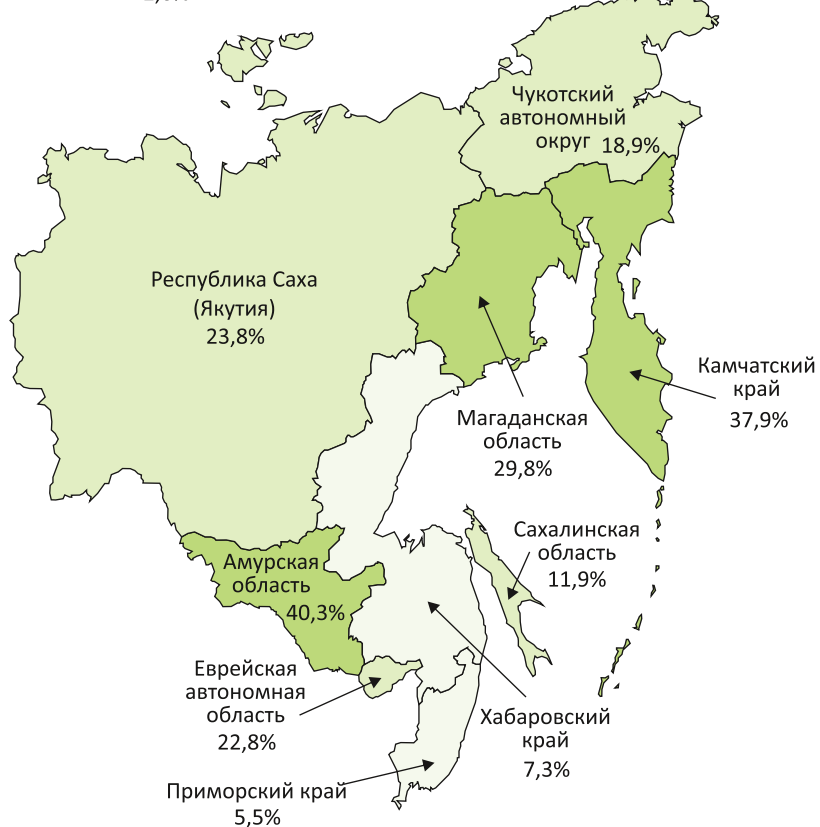 Чукотский
автономный
округ 18,9%
Республика Саха
(Якутия)
23,8%
Камчатский
край
37,9%
Магаданская
область
29,8%
Сахалинская
область
11,9%
Амурская
область
40,3%
Еврейская
автономная
область
22,8%
Хабаровский
край
7,3%
Приморский край
5,5%